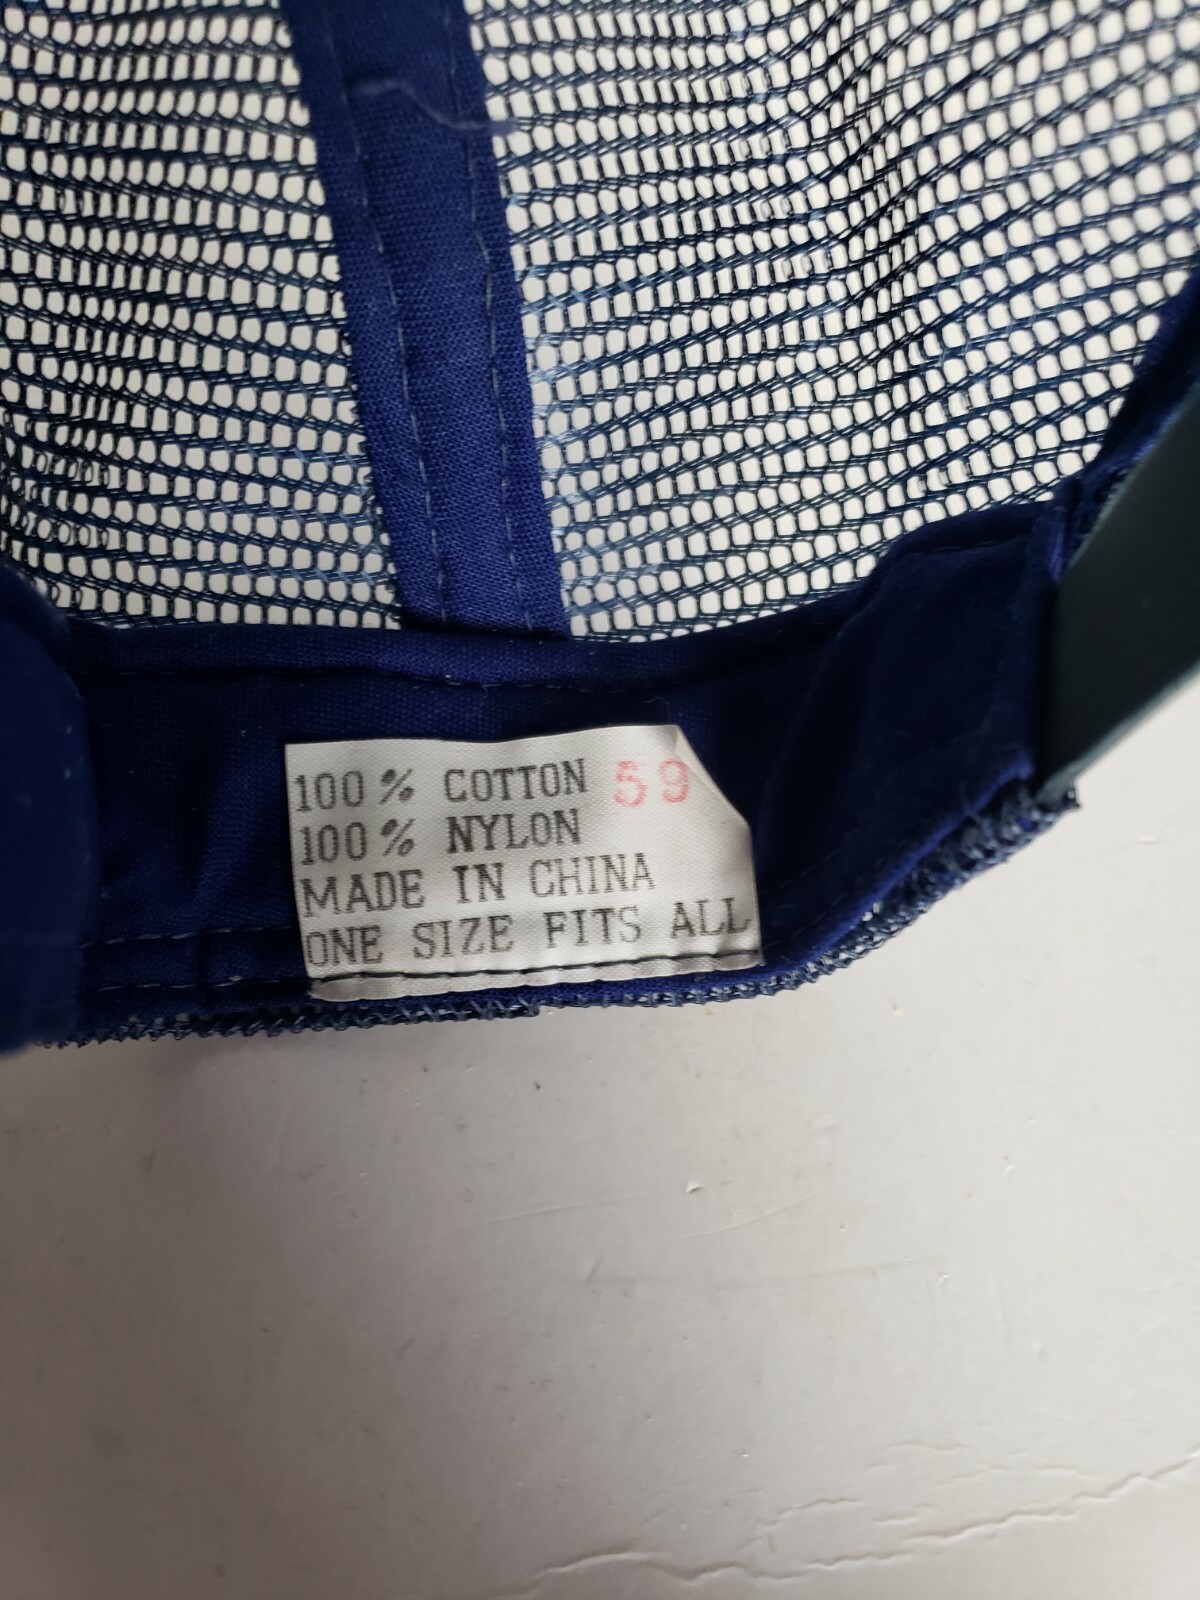 100% COTTON 59
100% NYLON
MADE IN CHINA
ONE SIZE FITS ALL